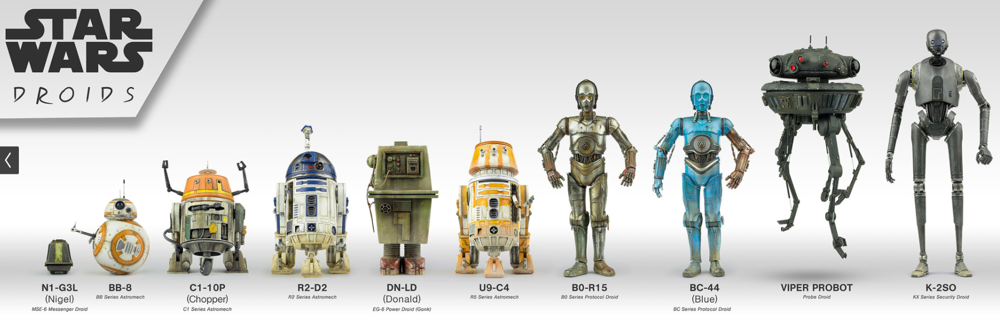 STAR
WARS
DROIDS
N1-G3L
(Nigel)
MSE-6 Messenger Droid
BB-8
BB Series Astromech
C1-10P
(Chopper)
C1 Series Astromech
R2-D2
R2 Series Astromech
DN-LD
(Donald)
EG-6 Power Droid (Gonk)
U9-C4
R5 Series Astromech
B0-R15
B0 Series Protocol Droid
BC-44
(Blue)
BC Series Protocol Droid
VIPER PROBOT
Probe Droid
K-2SO
KX Series Security Droid